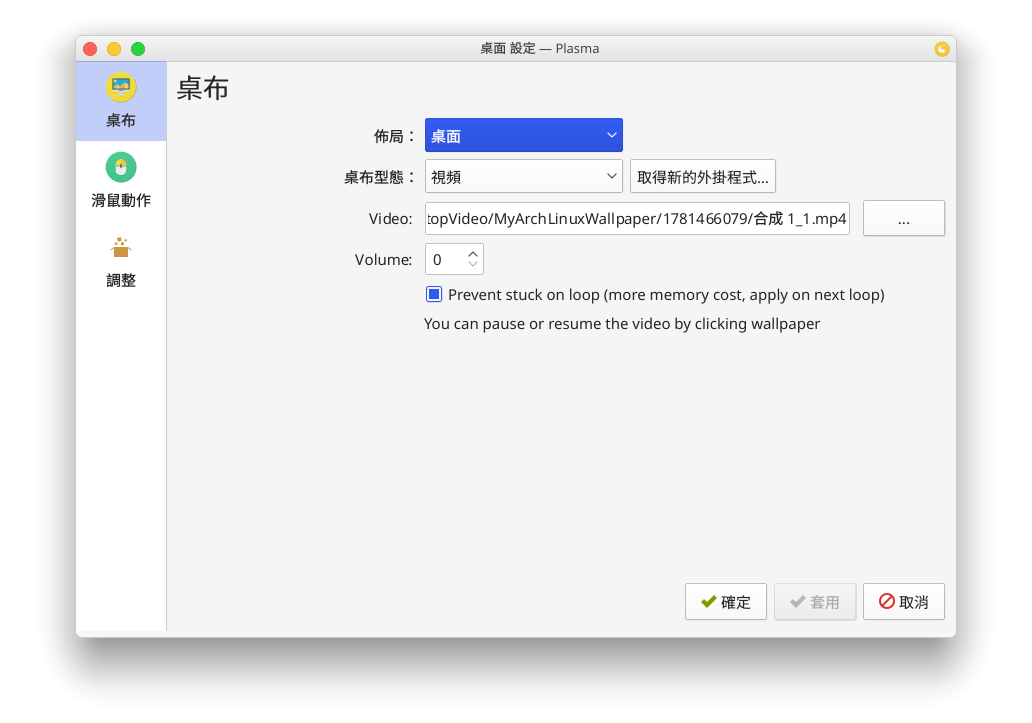 桌面 設定 — Plasma
桌布
滑鼠動作
調整
桌布
佈局：
桌面
桌布型態：
視頻
取得新的外掛程式...
Video:
topVideo/MyArchLinuxWallpaper/1781466079/合成 1_1.mp4
...
Volume:
0
Prevent stuck on loop (more memory cost, apply on next loop)
You can pause or resume the video by clicking wallpaper
確定
套用
取消